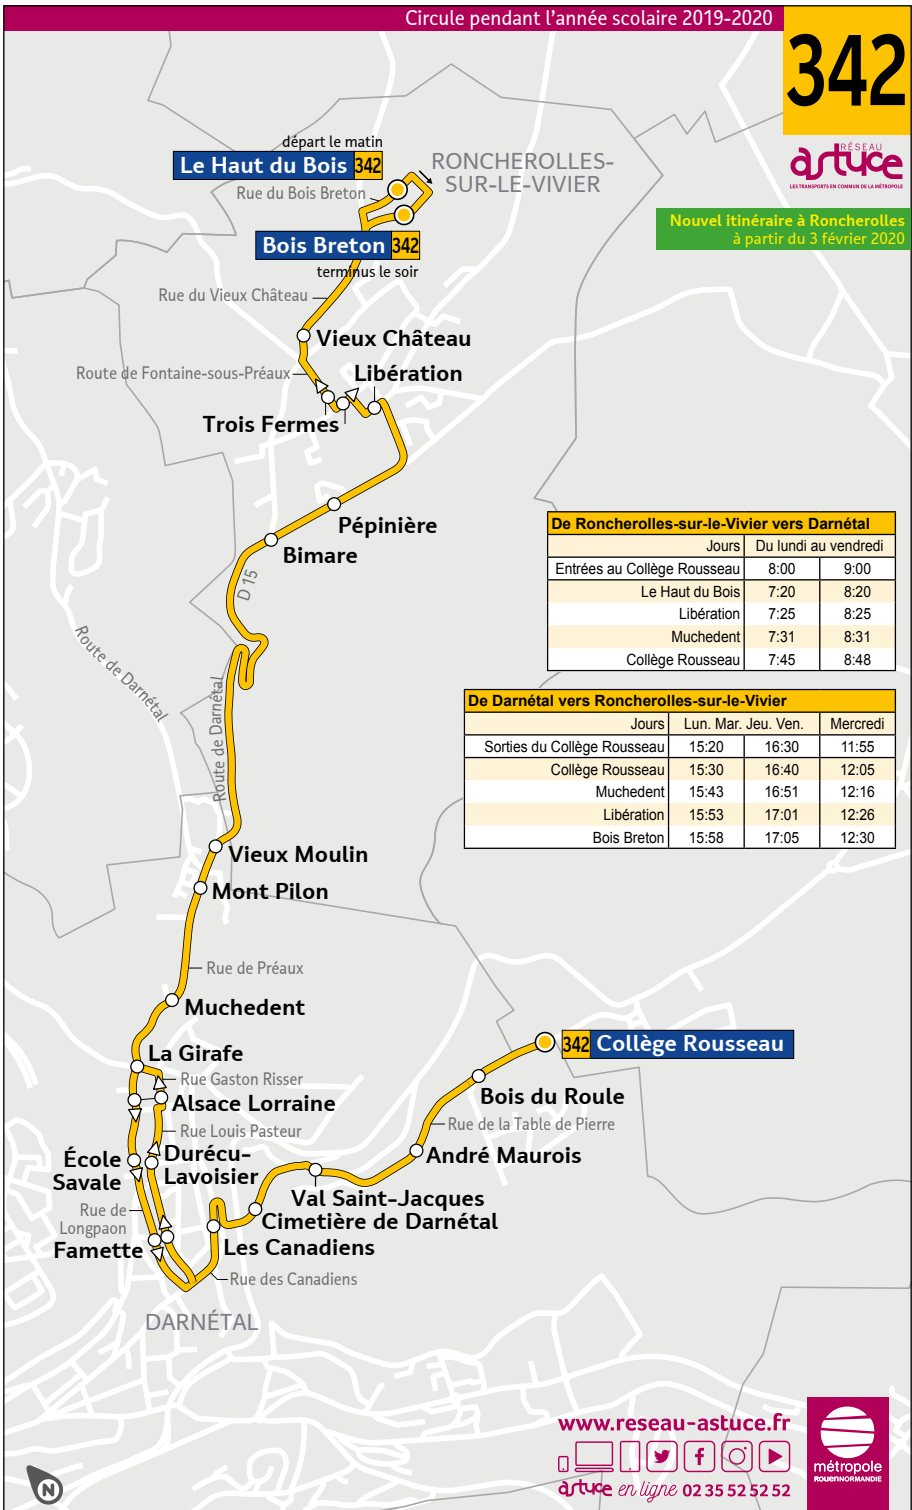 Circule pendant l'année scolaire 2019-2020
342
RÉSEAU
astuce
LES TRANSPORTS EN COMMUN DE LA MÉTROPOLE
Nouvel itinéraire à Roncherolles
à partir du 3 février 2020
départ le matin
Le Haut du Bois 342
RONCHEROLLES-
SUR-LE-VIVIER
Rue du Bois Breton
Bois Breton 342
terminus le soir
Rue du Vieux Château
Vieux Château
Route de Fontaine-sous-Préaux
Libération
Trois Fermes
Pépinière
Bimare
D 15
Route de Darnétal
Route de Darnétal
De Roncherolles-sur-le-Vivier vers Darnétal
Jours Du lundi au vendredi
Entrées au Collège Rousseau 8:00 9:00
Le Haut du Bois 7:20 8:20
Libération 7:25 8:25
Muchedent 7:31 8:31
Collège Rousseau 7:45 8:48
De Darnétal vers Roncherolles-sur-le-Vivier
Jours Lun. Mar. Jeu. Ven. Mercredi
Sorties du Collège Rousseau 15:20 16:30 11:55
Collège Rousseau 15:30 16:40 12:05
Muchedent 15:43 16:51 12:16
Libération 15:53 17:01 12:26
Bois Breton 15:58 17:05 12:30
Vieux Moulin
Mont Pilon
Rue de Préaux
Muchedent
La Girafe
342 Collège Rousseau
Rue Gaston Risser
Alsace Lorraine
Bois du Roule
Rue de la Table de Pierre
Rue Louis Pasteur
École
Savale
Durécu-
Lavoisier
André Maurois
Val Saint-Jacques
Rue de
Longpaon
Cimetière de Darnétal
Famette
Les Canadiens
Rue des Canadiens
DARNÉTAL
www.reseau-astuce.fr
astuce en ligne 02 35 52 52 52
métropole
ROUENNORMANDIE
N